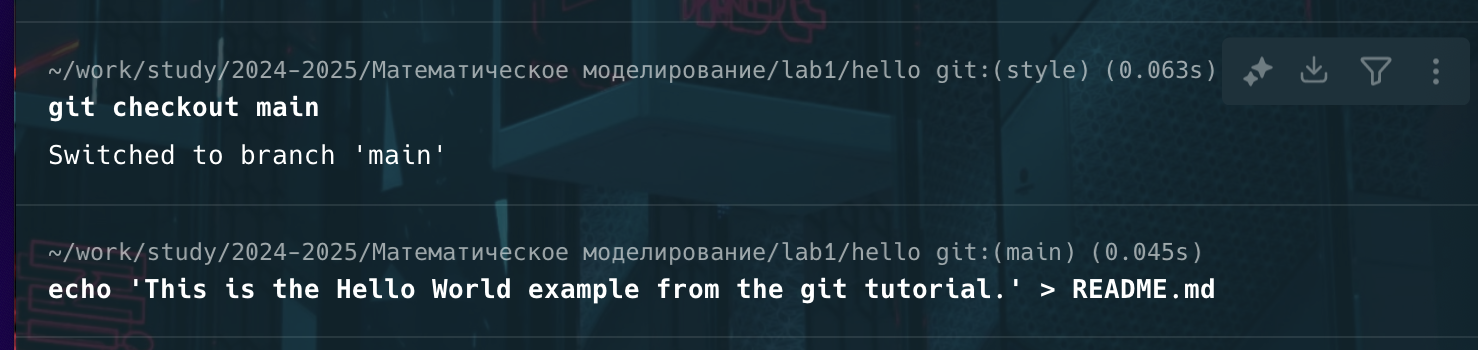 ~/work/study/2024-2025/Математическое моделирование/lab1/hello git:(style) (0.063s)
git checkout main
Switched to branch 'main'
~/work/study/2024-2025/Математическое моделирование/lab1/hello git:(main) (0.045s)
echo 'This is the Hello World example from the git tutorial.' > README.md